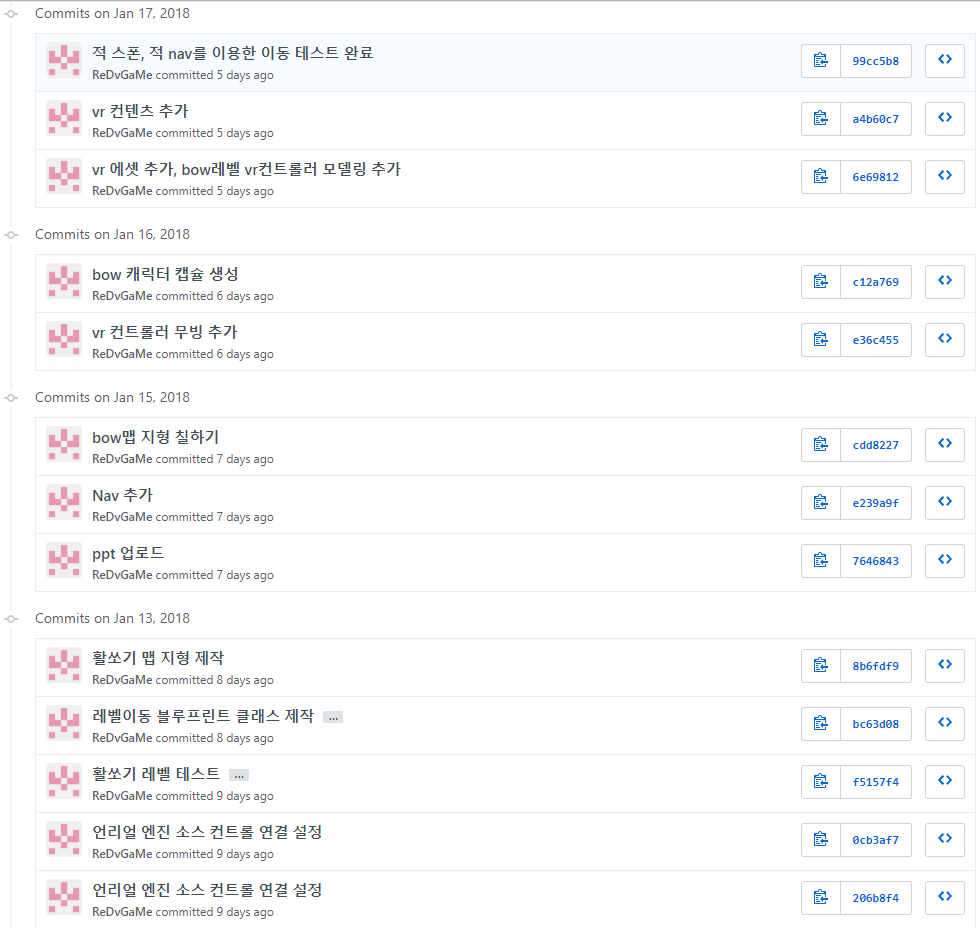 Commits on Jan 17, 2018
적 스폰, 적 nav를 이용한 이동 테스트 완료
99cc5b8
ReDvGaMe committed 5 days ago
vr 컨텐츠 추가
a4b60c7
ReDvGaMe committed 5 days ago
vr 에셋 추가, bow레벨 vr컨트롤러 모델링 추가
6e69812
ReDvGaMe committed 5 days ago
Commits on Jan 16, 2018
bow 캐릭터 캡슐 생성
c12a769
ReDvGaMe committed 6 days ago
vr 컨트롤러 무빙 추가
e36c455
ReDvGaMe committed 6 days ago
Commits on Jan 15, 2018
bow맵 지형 칠하기
cdd8227
ReDvGaMe committed 7 days ago
Nav 추가
e239a9f
ReDvGaMe committed 7 days ago
ppt 업로드
7646843
ReDvGaMe committed 7 days ago
Commits on Jan 13, 2018
활쏘기 맵 지형 제작
8b6fdf9
ReDvGaMe committed 8 days ago
레벨이동 블루프린트 클래스 제작 …
bc63d08
ReDvGaMe committed 8 days ago
활쏘기 레벨 테스트 …
f5157f4
ReDvGaMe committed 9 days ago
언리얼 엔진 소스 컨트롤 연결 설정
0cb3af7
ReDvGaMe committed 9 days ago
언리얼 엔진 소스 컨트롤 연결 설정
206b8f4
ReDvGaMe committed 9 days ago